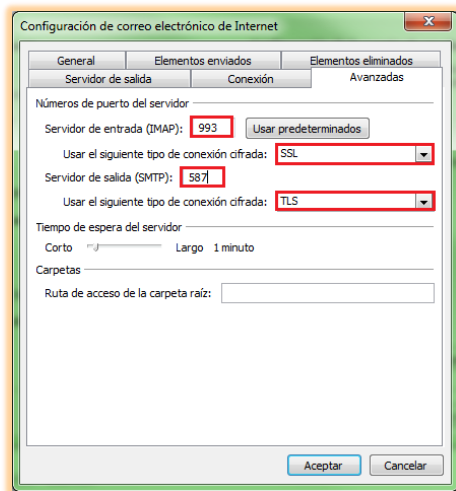 Configuración de correo electrónico de Internet
General Elementos enviados Elementos eliminados
Servidor de salida Conexión Avanzadas
Números de puerto del servidor
Servidor de entrada (IMAP): 993 Usar predeterminados
Usar el siguiente tipo de conexión cifrada: SSL
Servidor de salida (SMTP): 587
Usar el siguiente tipo de conexión cifrada: TLS
Tiempo de espera del servidor
Corto Largo 1 minuto
Carpetas
Ruta de acceso de la carpeta raíz:
Aceptar Cancelar